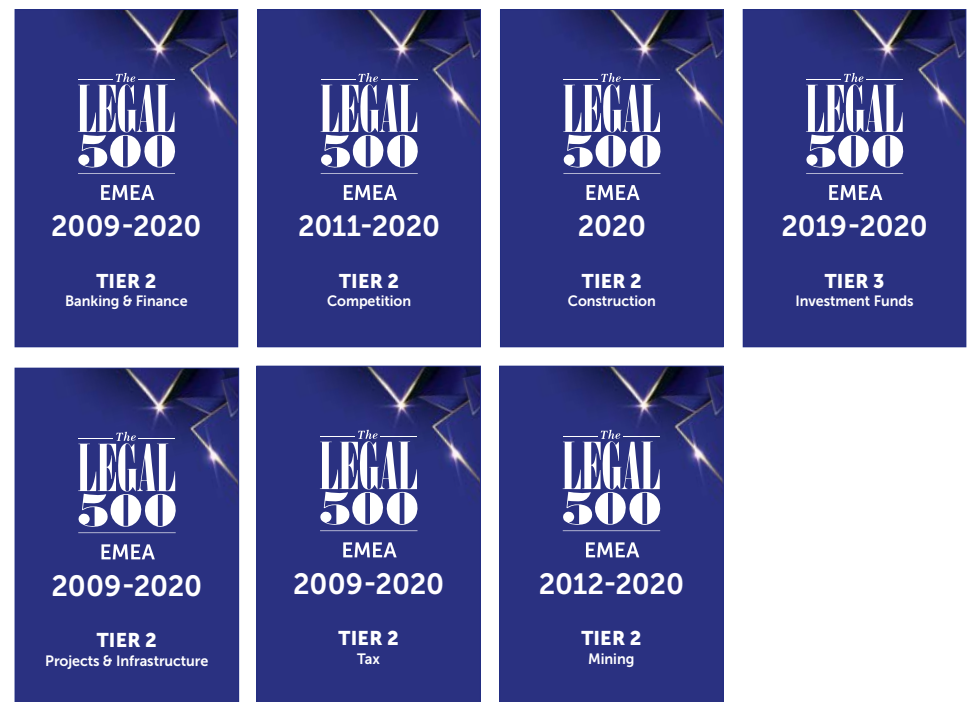 The
LEGAL
500
EMEA
2009-2020
TIER 2
Banking & Finance
The
LEGAL
500
EMEA
2011-2020
TIER 2
Competition
The
LEGAL
500
EMEA
2020
TIER 2
Construction
The
LEGAL
500
EMEA
2019-2020
TIER 3
Investment Funds
The
LEGAL
500
EMEA
2009-2020
TIER 2
Projects & Infrastructure
The
LEGAL
500
EMEA
2009-2020
TIER 2
Tax
The
LEGAL
500
EMEA
2012-2020
TIER 2
Mining